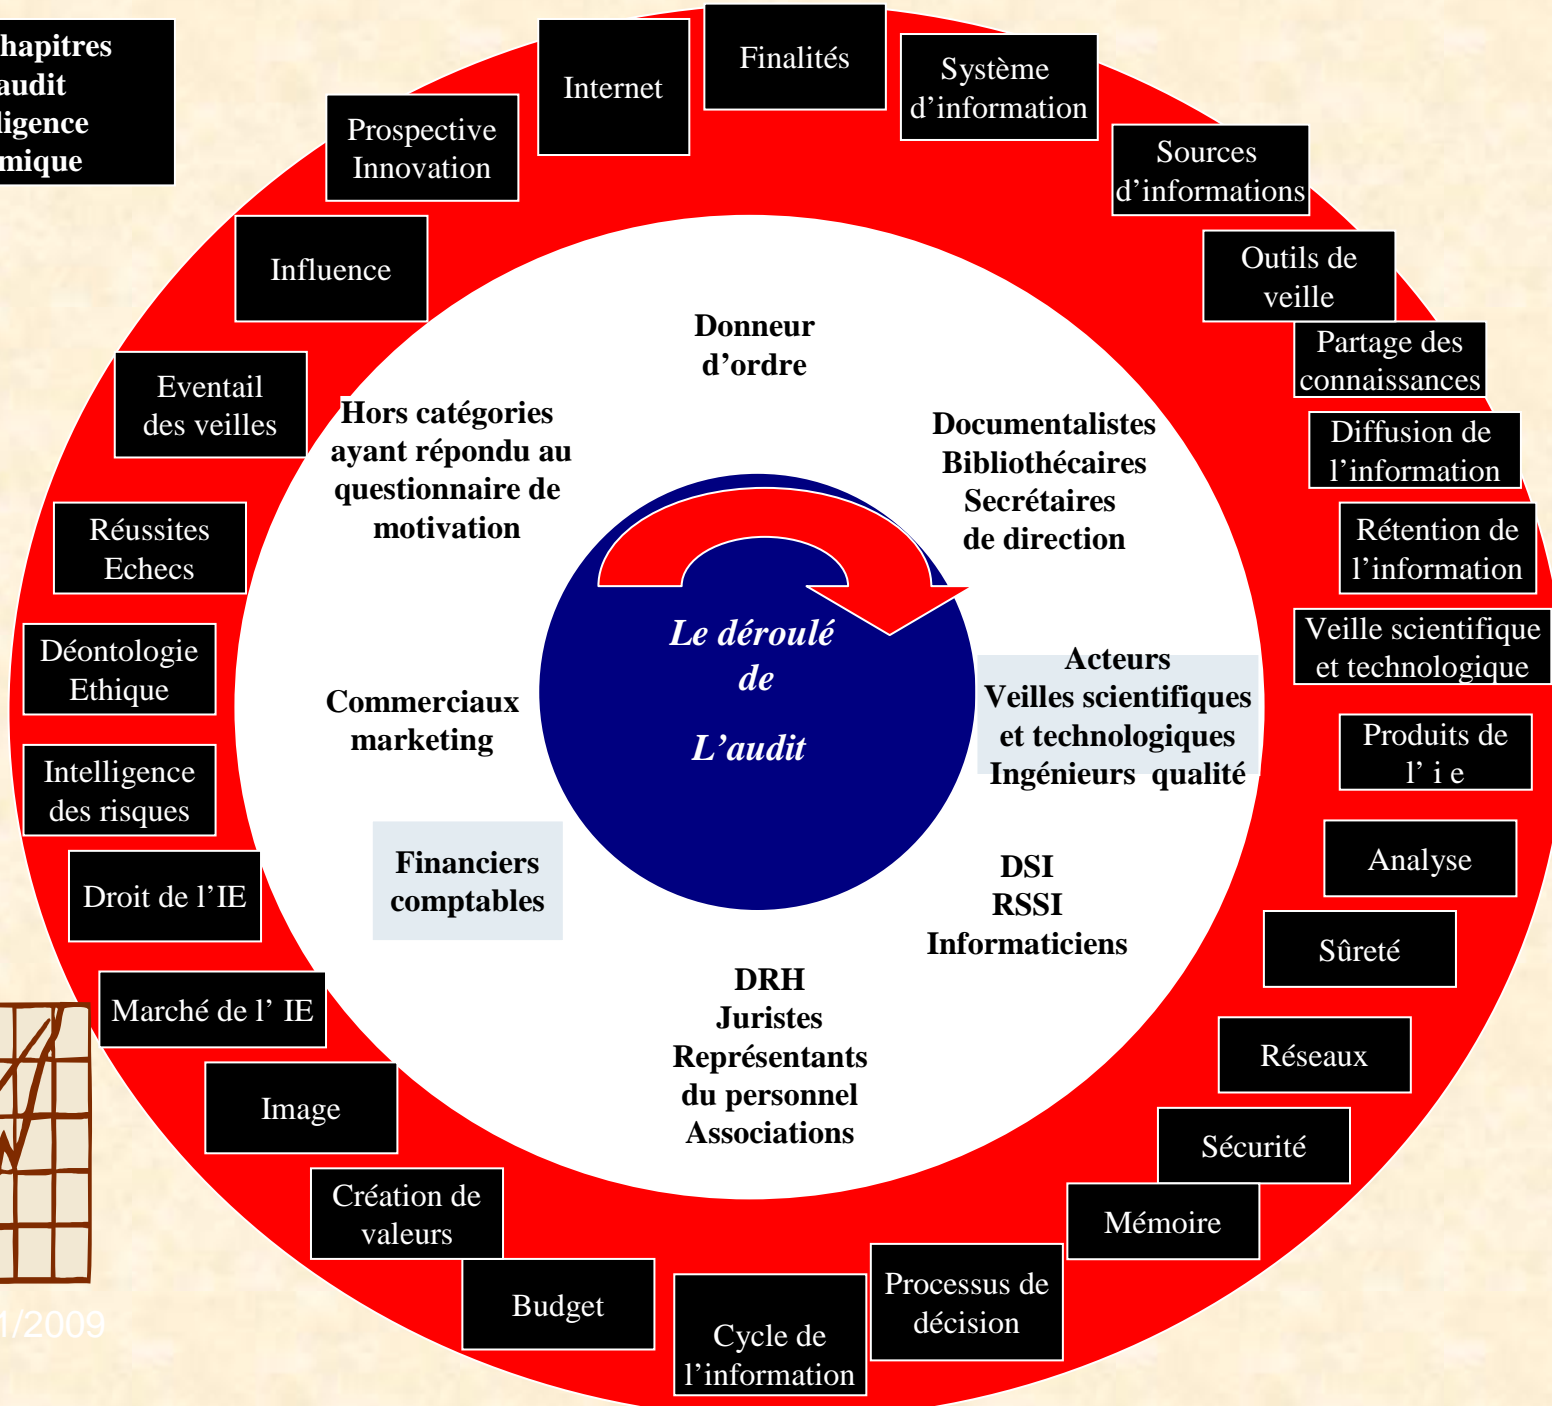 hapitres
audit
ligence
mique
Finalités
Système
d’information
Sources
d’informations
Outils de
veille
Partage des
connaissances
Diffusion de
l’information
Rétention de
l’information
Veille scientifique
et technologique
Produits de
l’ i e
Analyse
Sûreté
Réseaux
Sécurité
Mémoire
Processus de
décision
Cycle de
l’information
Budget
Création de
valeurs
Image
Marché de l’ IE
Droit de l’IE
Intelligence
des risques
Déontologie
Ethique
Réussites
Echecs
Eventail
des veilles
Influence
Prospective
Innovation
Internet
Donneur
d’ordre
Documentalistes
Bibliothécaires
Secrétaires
de direction
Acteurs
Veilles scientifiques
et technologiques
Ingénieurs qualité
DSI
RSSI
Informaticiens
DRH
Juristes
Représentants
du personnel
Associations
Financiers
comptables
Commerciaux
marketing
Hors catégories
ayant répondu au
questionnaire de
motivation
Le déroulé
de
L’audit
1/2009